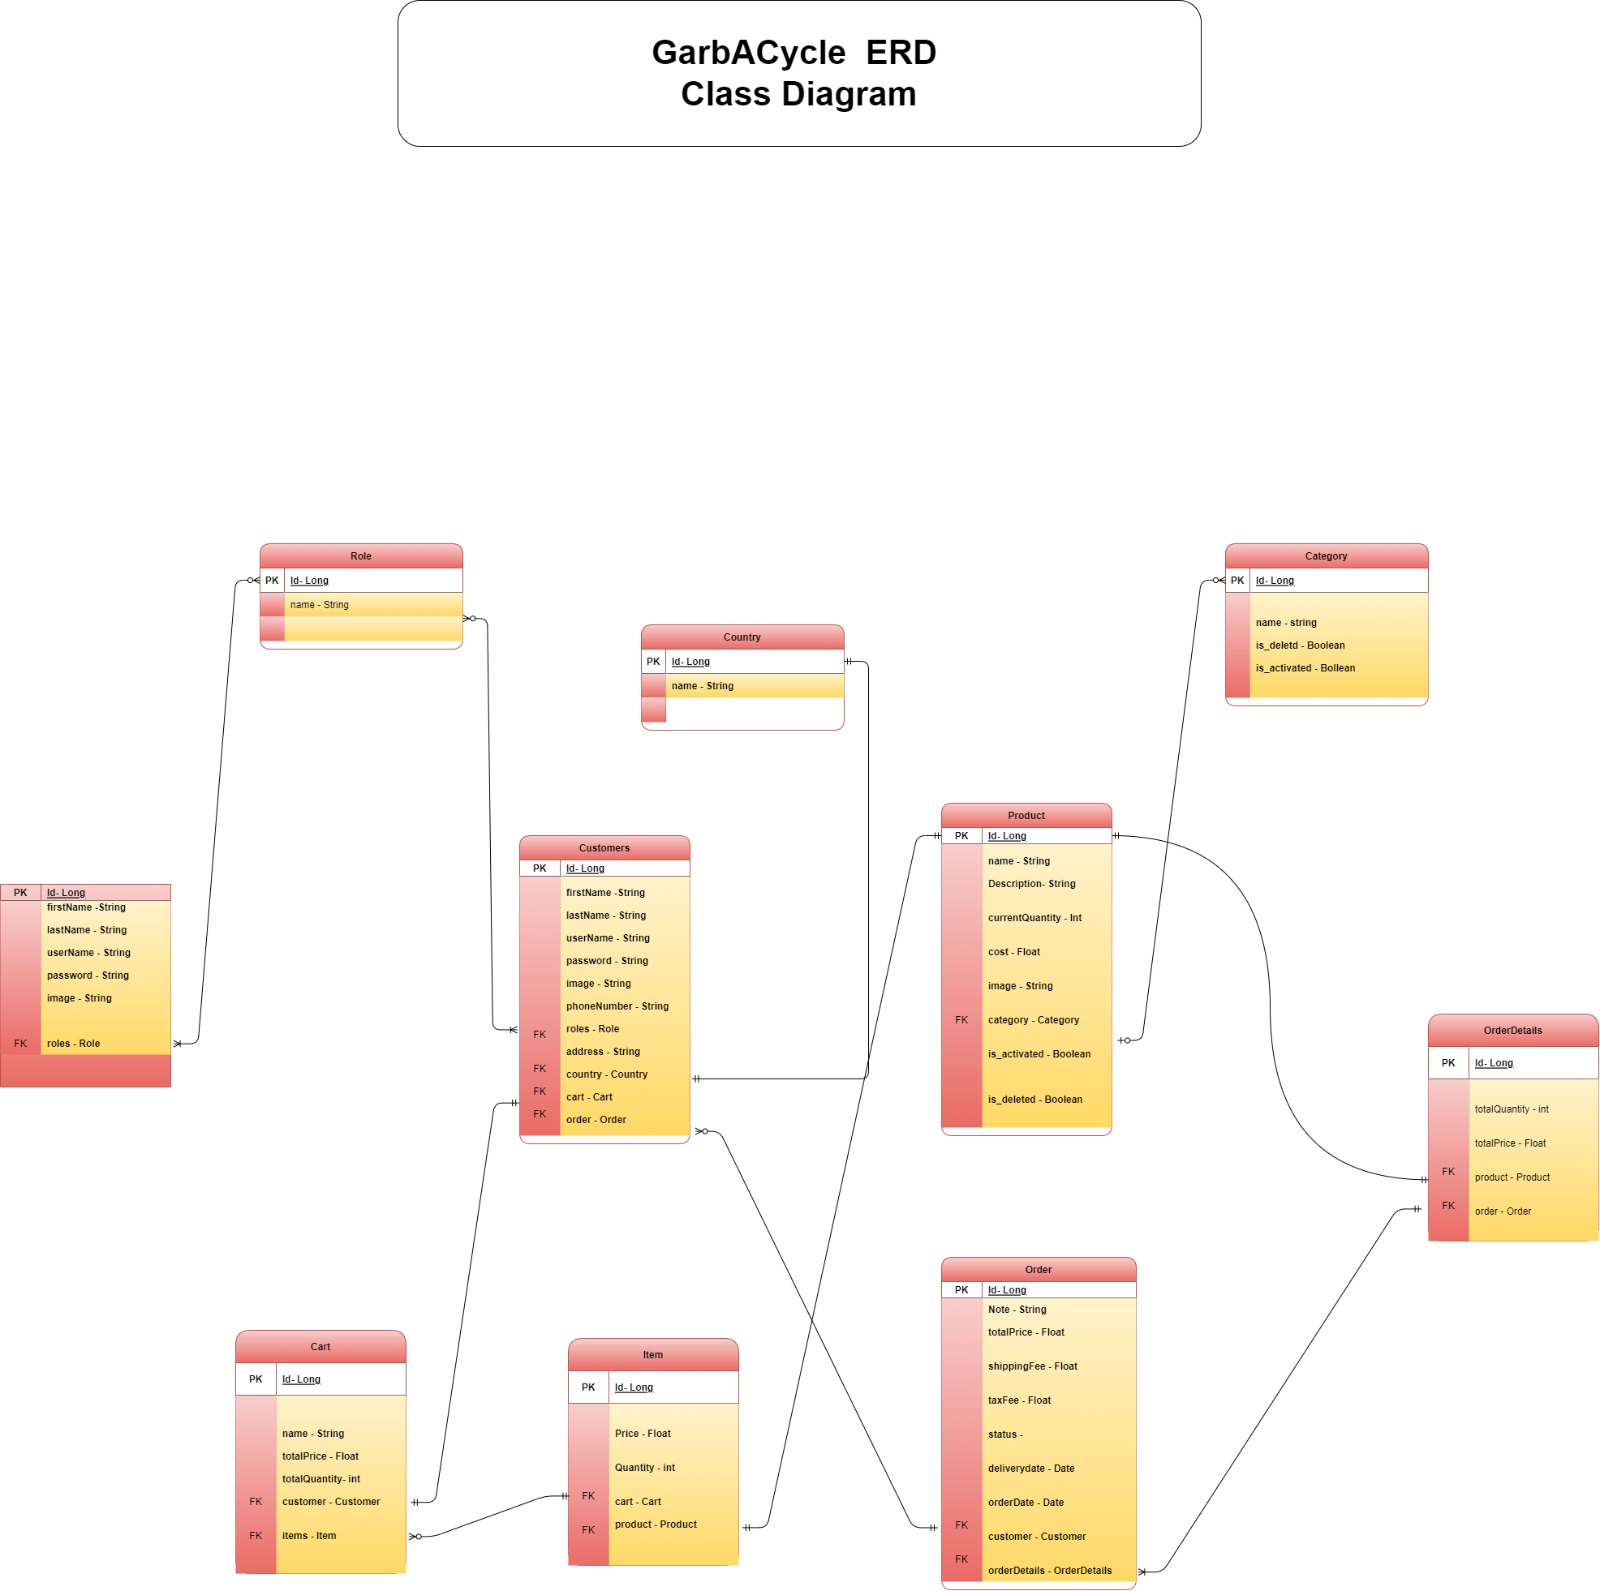 GarbACycle  ERD
Class Diagram
Role
PK Id- Long
name - String
Category
PK Id- Long
name - string
is_deletd - Boolean
is_activated - Bollean
Country
PK Id- Long
name - String
Product
PK Id- Long
name - String
Description- String
currentQuantity - Int
cost - Float
image - String
FK category - Category
is_activated - Boolean
is_deleted - Boolean
Customers
PK Id- Long
firstName -String
lastName - String
userName - String
password - String
image - String
phoneNumber - String
FK roles - Role
address - String
FK country - Country
FK cart - Cart
FK order - Order
PK Id- Long
firstName -String
lastName - String
userName - String
password - String
image - String
FK roles - Role
OrderDetails
PK Id- Long
totalQuantity - int
totalPrice - Float
FK product - Product
FK order - Order
Order
PK Id- Long
Note - String
totalPrice - Float
shippingFee - Float
taxFee - Float
status -
deliverydate - Date
orderDate - Date
FK customer - Customer
FK orderDetails - OrderDetails
Cart
PK Id- Long
name - String
totalPrice - Float
totalQuantity- int
FK customer - Customer
FK items - Item
Item
PK Id- Long
Price - Float
Quantity - int
FK cart - Cart
FK product - Product